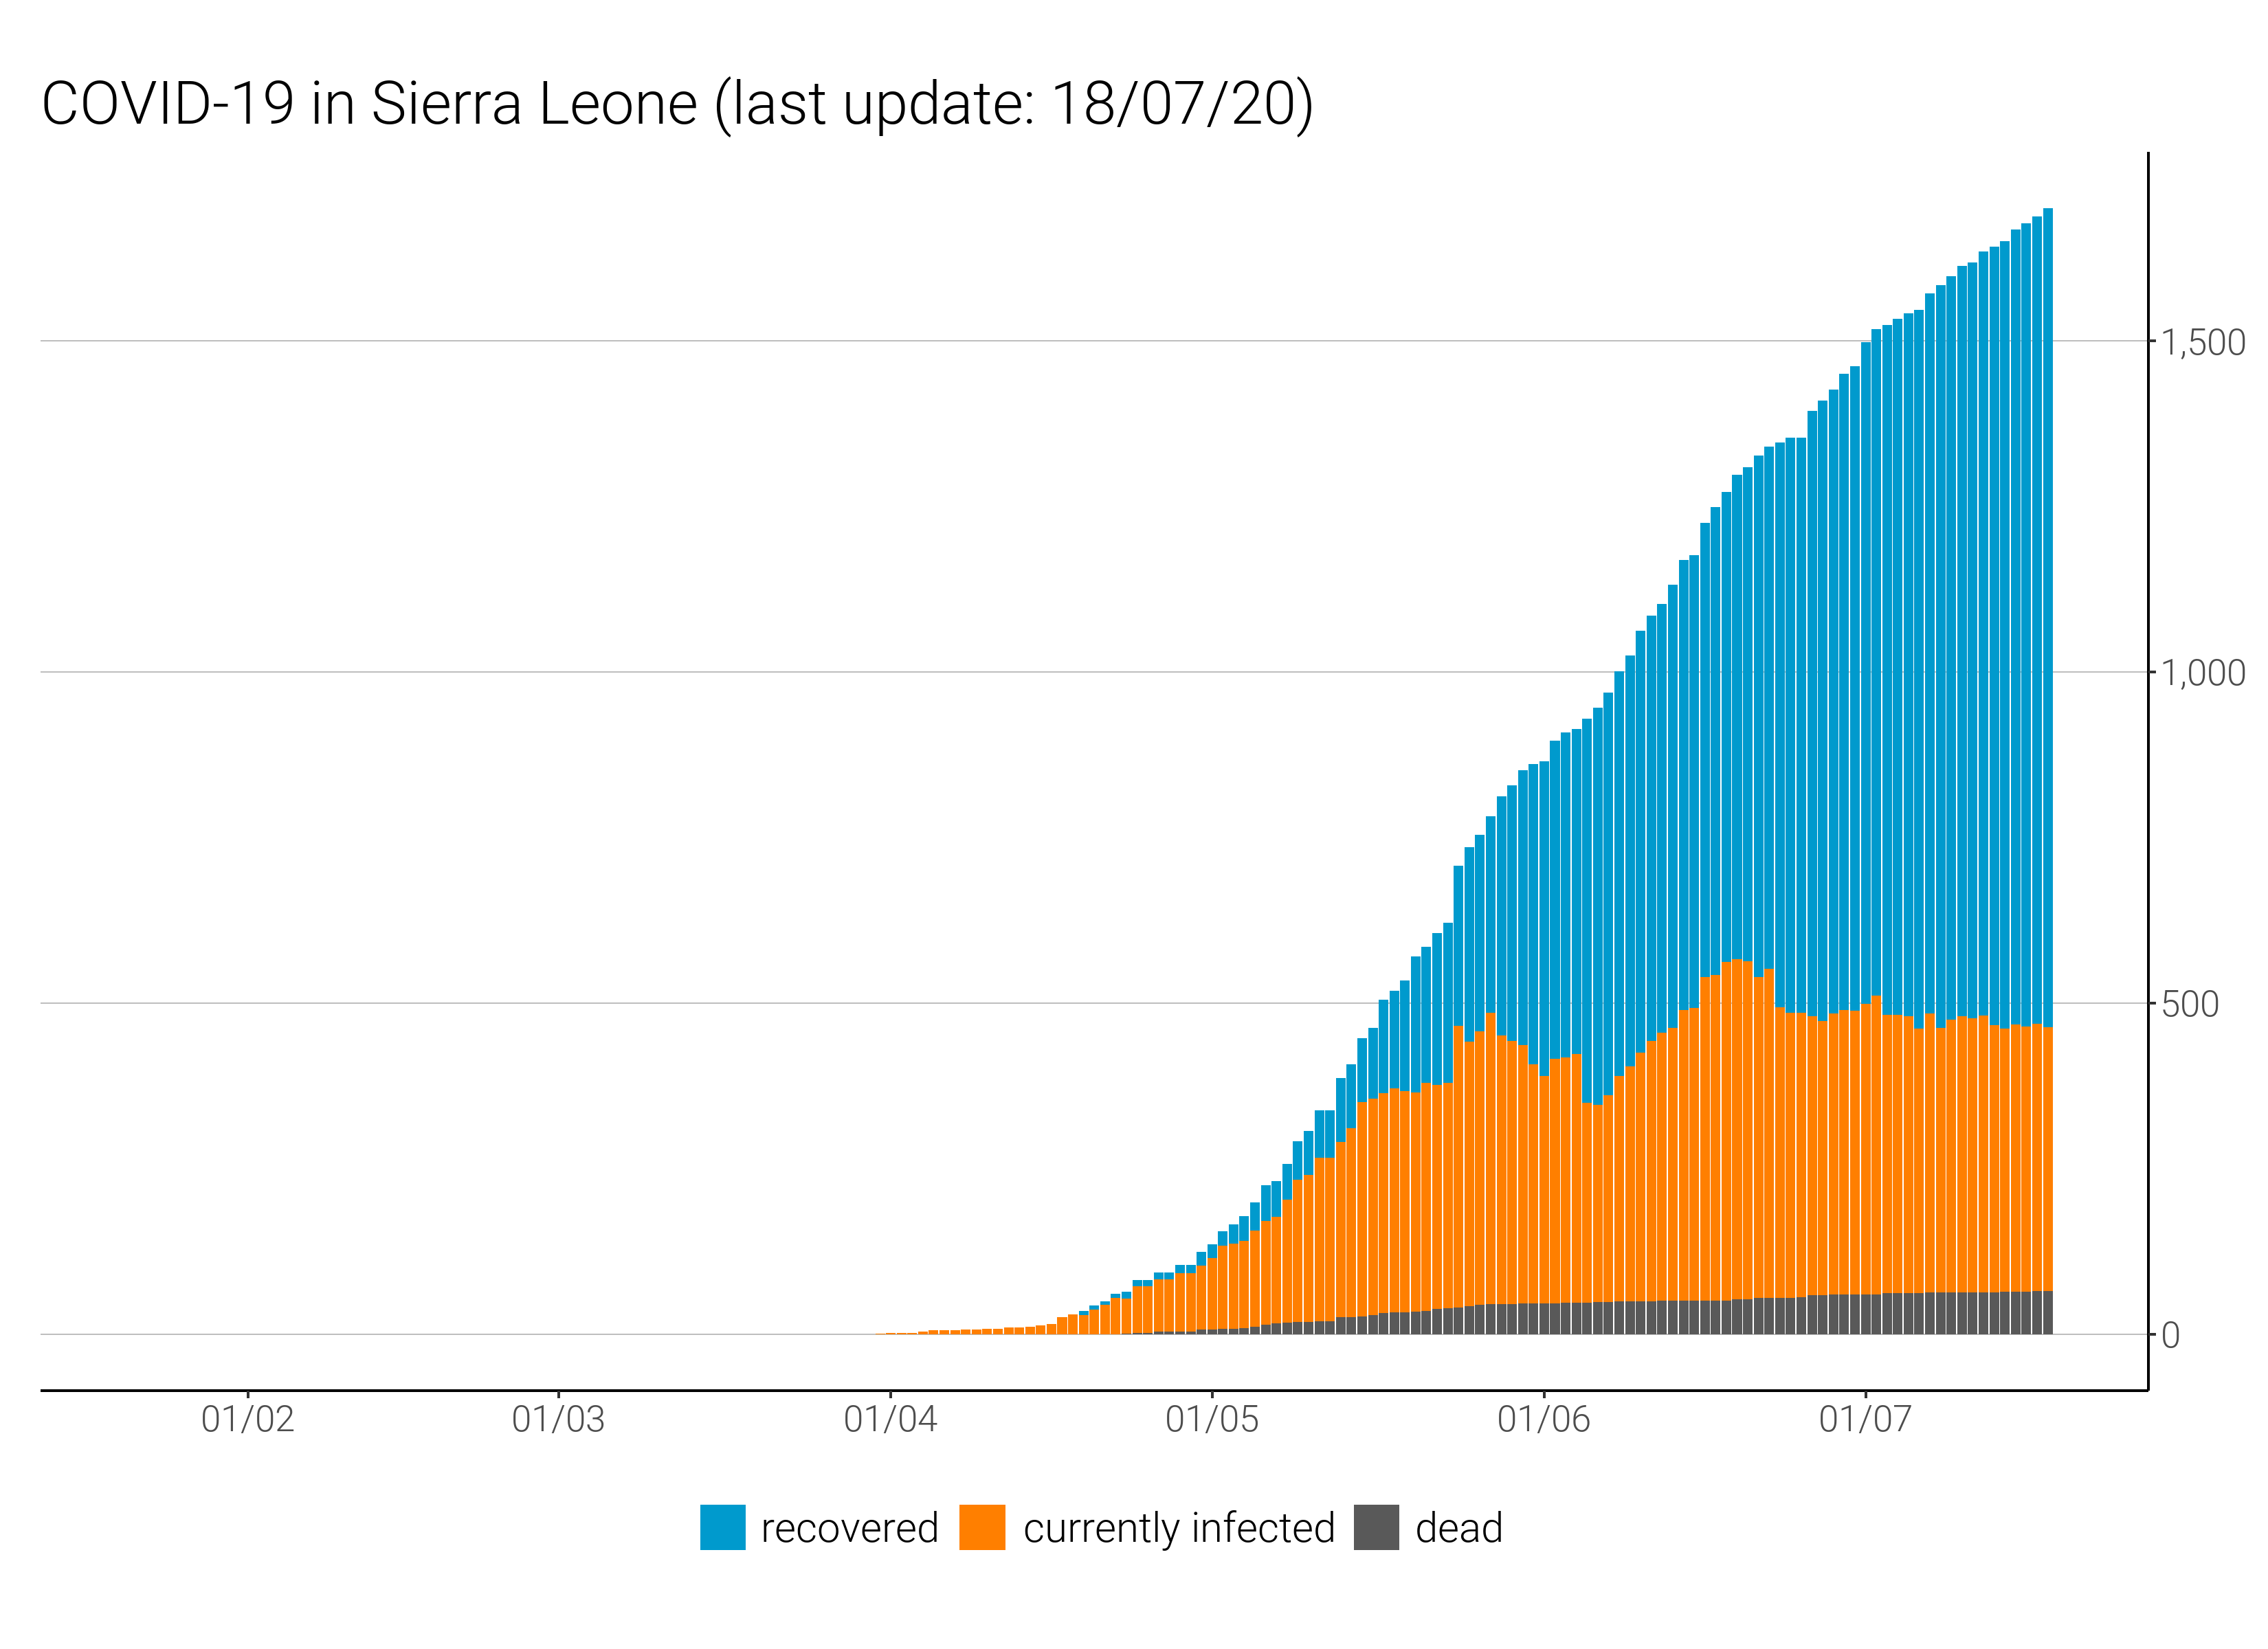 COVID-19 in Sierra Leone (last update: 18/07/20)
1,500
1,000
500
0
01/02 01/03 01/04 01/05 01/06 01/07
recovered currently infected dead